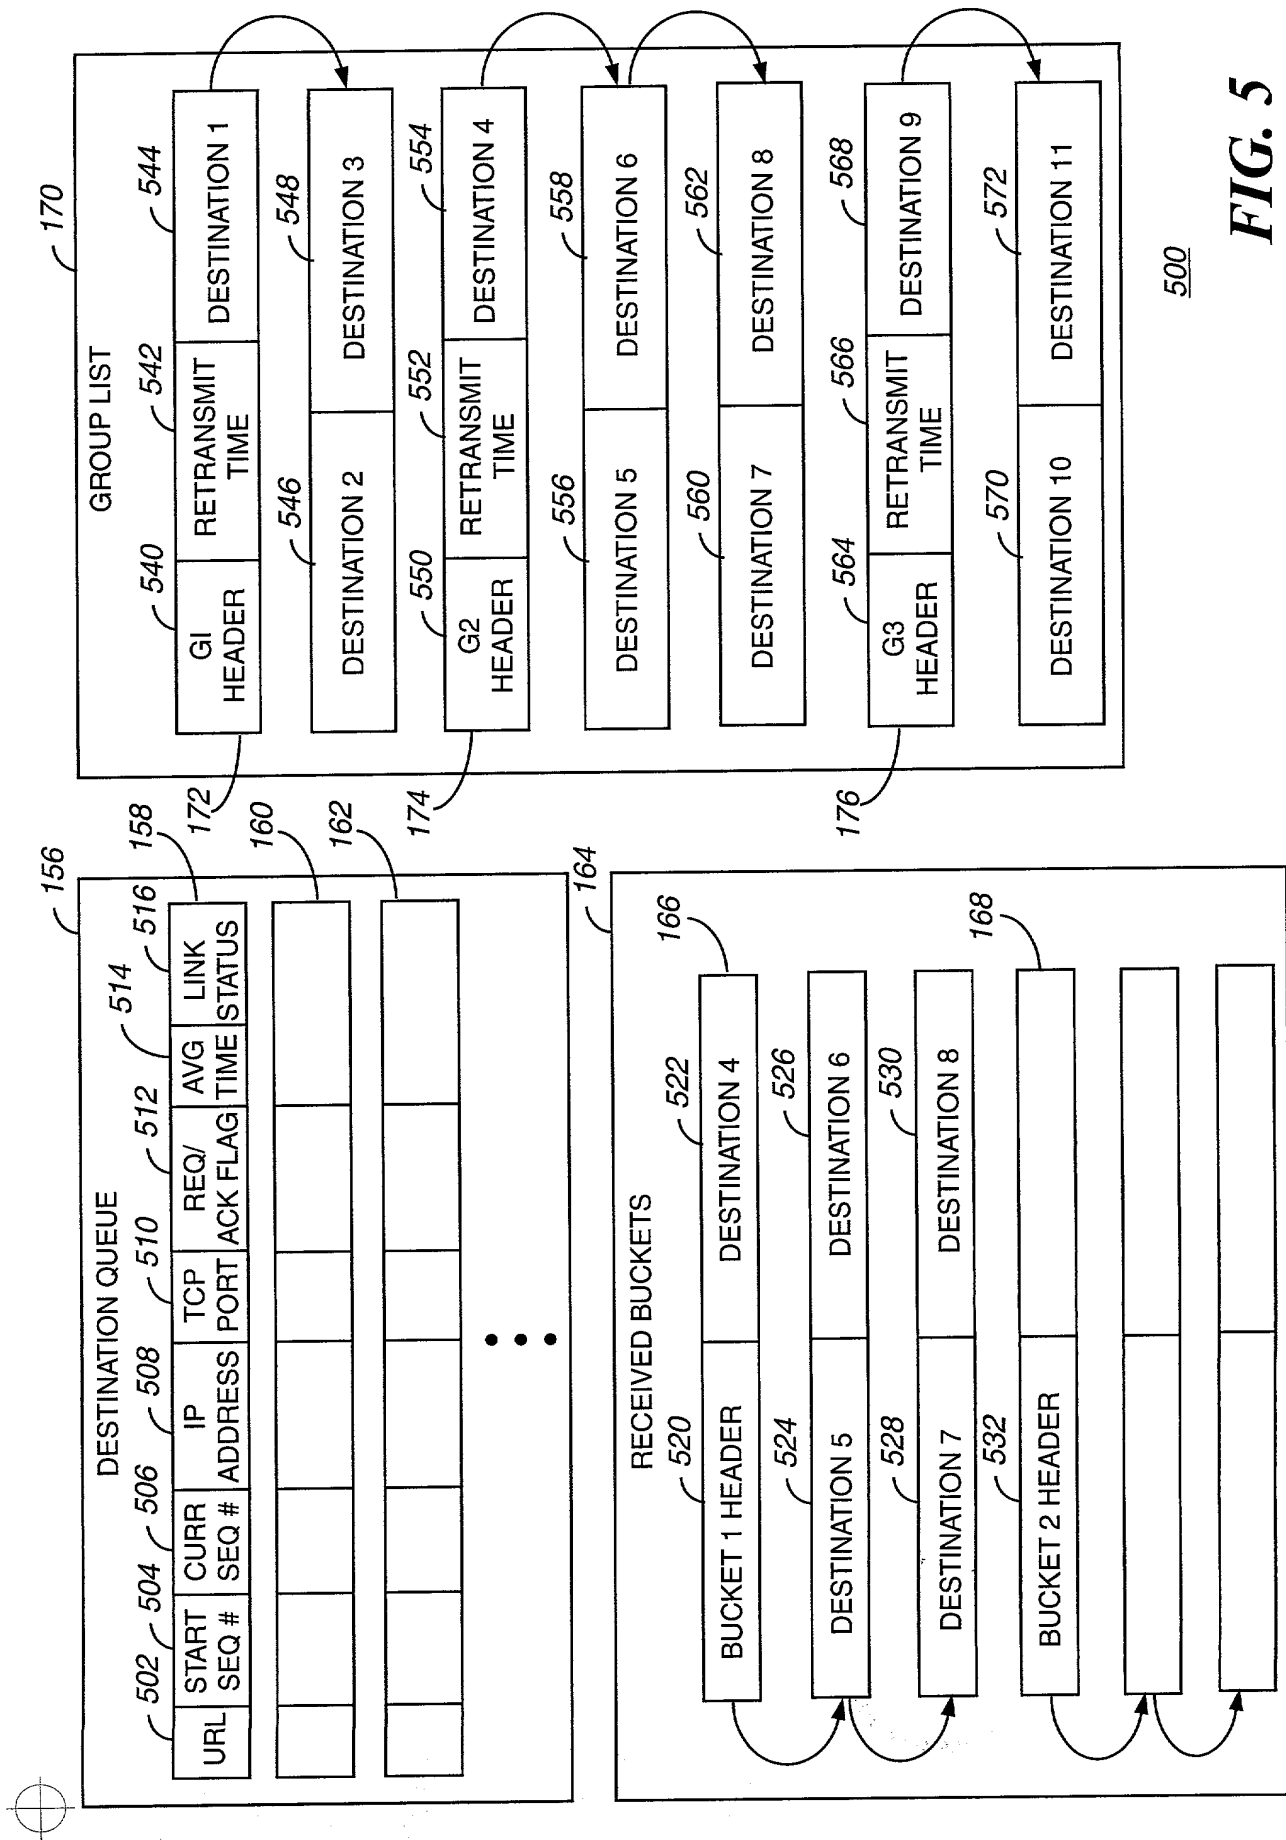 156
DESTINATION QUEUE
502 504 506 508 510 512 514 516 158
URL
START SEQ #
CURR SEQ #
IP ADDRESS
TCP PORT
REQ/ ACK FLAG
AVG TIME
LINK STATUS
160
162
164
RECEIVED BUCKETS
520 522 166
BUCKET 1 HEADER DESTINATION 4
524 526
DESTINATION 5 DESTINATION 6
528 530
DESTINATION 7 DESTINATION 8
532 168
BUCKET 2 HEADER
170
GROUP LIST
172 540 542 544
GI HEADER
RETRANSMIT TIME
DESTINATION 1
546 548
DESTINATION 2 DESTINATION 3
174 550 552 554
G2 HEADER
RETRANSMIT TIME
DESTINATION 4
556 558
DESTINATION 5 DESTINATION 6
560 562
DESTINATION 7 DESTINATION 8
176 564 566 568
G3 HEADER
RETRANSMIT TIME
DESTINATION 9
570 572
DESTINATION 10 DESTINATION 11
500
FIG. 5